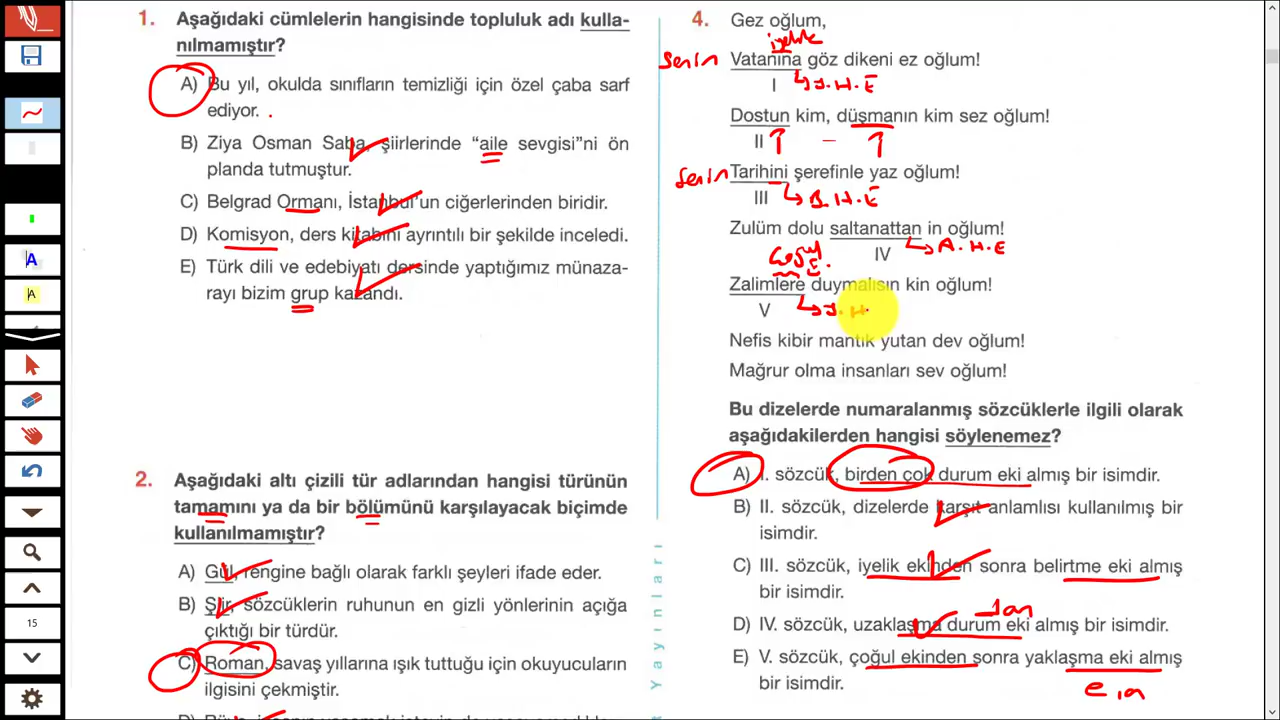 1. Aşağıdaki cümlelerin hangisinde topluluk adı kulla-
nılmamıştır?
A) Bu yıl, okulda sınıfların temizliği için özel çaba sarf
ediyor.
B) Ziya Osman Saba, şiirlerinde “aile sevgisi”ni ön
planda tutmuştur.
C) Belgrad Ormanı, İstanbul’un ciğerlerinden biridir.
D) Komisyon, ders kitabını ayrıntılı bir şekilde inceledi.
E) Türk dili ve edebiyatı dersinde yaptığımız münaza-
rayı bizim grup kazandı.
2. Aşağıdaki altı çizili tür adlarından hangisi türünün
tamamını ya da bir bölümünü karşılayacak biçimde
kullanılmamıştır?
A) Gül, rengine bağlı olarak farklı şeyleri ifade eder.
B) Şiir, sözcüklerin ruhunun en gizli yönlerinin açığa
çıktığı bir türdür.
C) Roman, savaş yıllarına ışık tuttuğu için okuyucuların
ilgisini çekmiştir.
4. Gez oğlum,
iyelik
senin Vatanına göz dikeni ez oğlum!
I
Dostun kim, düşmanın kim sez oğlum!
II
senin Tarihini şerefinle yaz oğlum!
III B.H.E
Zulüm dolu saltanattan in oğlum!
IV A.H.E
Çoğul E.
Zalimlere duymalısın kin oğlum!
V
Nefis kibir mantık yutan dev oğlum!
Mağrur olma insanları sev oğlum!
Bu dizelerde numaralanmış sözcüklerle ilgili olarak
aşağıdakilerden hangisi söylenemez?
A) I. sözcük, birden çok durum eki almış bir isimdir.
B) II. sözcük, dizelerde karşıt anlamlısı kullanılmış bir
isimdir.
C) III. sözcük, iyelik ekinden sonra belirtme eki almış
bir isimdir.
-dan
D) IV. sözcük, uzaklaşma durum eki almış bir isimdir.
E) V. sözcük, çoğul ekinden sonra yaklaşma eki almış
bir isimdir.
e, a
Yayınları
A
A
15